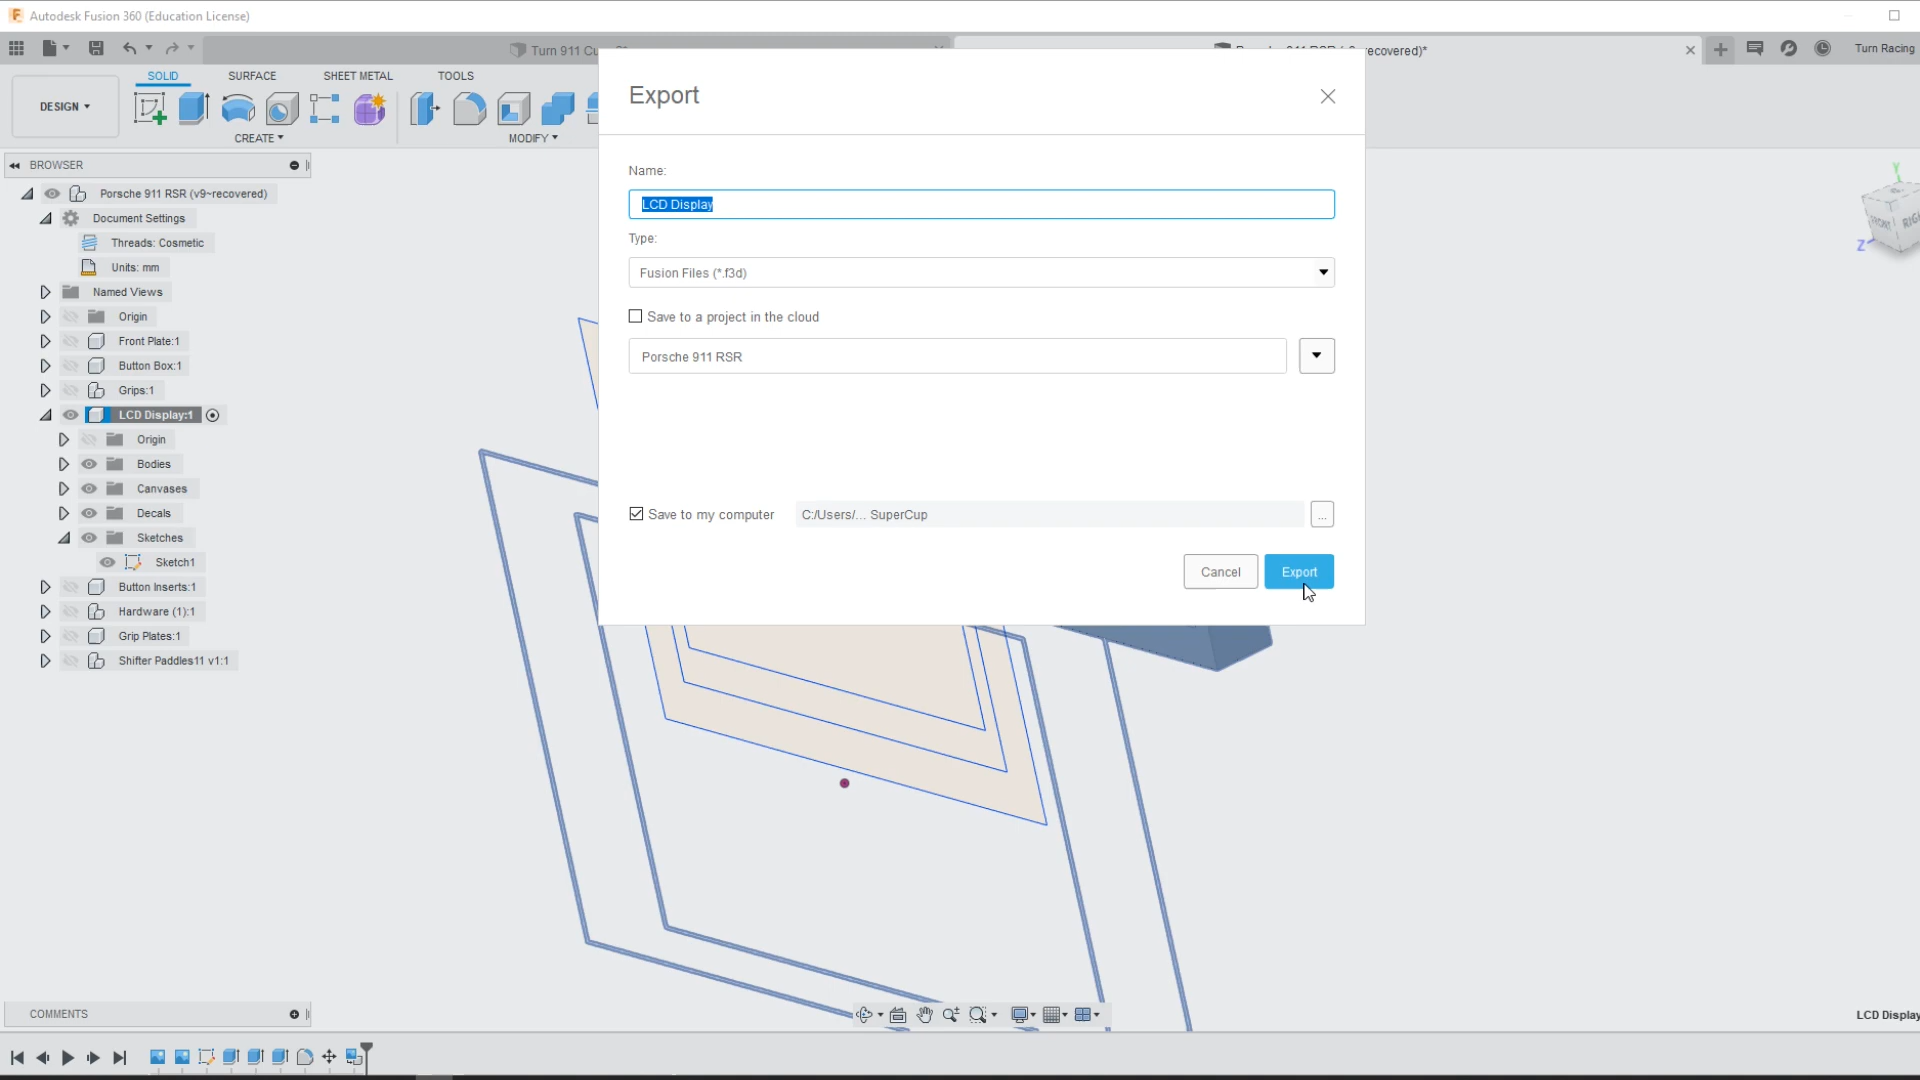 Autodesk Fusion 360 (Education License)
Turn 911 Cu
ecovered)*
Turn Racing
DESIGN
SOLID
SURFACE
SHEET METAL
TOOLS
CREATE
MODIFY
BROWSER
Porsche 911 RSR (v9~recovered)
Document Settings
Threads: Cosmetic
Units: mm
Named Views
Origin
Front Plate:1
Button Box:1
Grips:1
LCD Display:1
Origin
Bodies
Canvases
Decals
Sketches
Sketch1
Button Inserts:1
Hardware (1):1
Grip Plates:1
Shifter Paddles11 v1:1
Export
Name:
LCD Display
Type:
Fusion Files (*.f3d)
Save to a project in the cloud
Porsche 911 RSR
Save to my computer
C:/Users/... SuperCup
...
Cancel
Export
Y
Z
FRONT
RIGH
COMMENTS
LCD Display